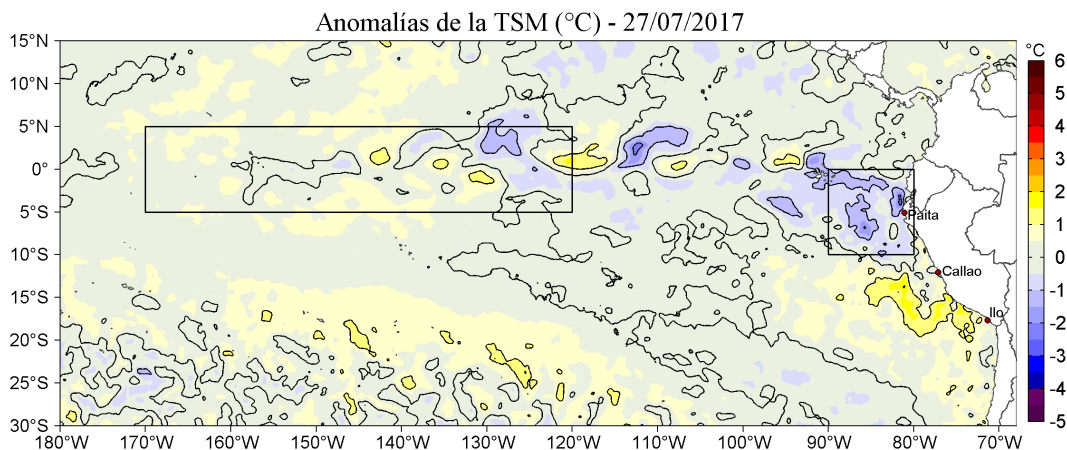 Anomalías de la TSM (°C) - 27/07/2017
°C
15°N
10°N
5°N
0°
5°S
10°S
15°S
20°S
25°S
30°S
180°W
170°W
160°W
150°W
140°W
130°W
120°W
110°W
100°W
90°W
80°W
70°W
Paita
Callao
Ilo
6
5
4
3
2
1
0
-1
-2
-3
-4
-5